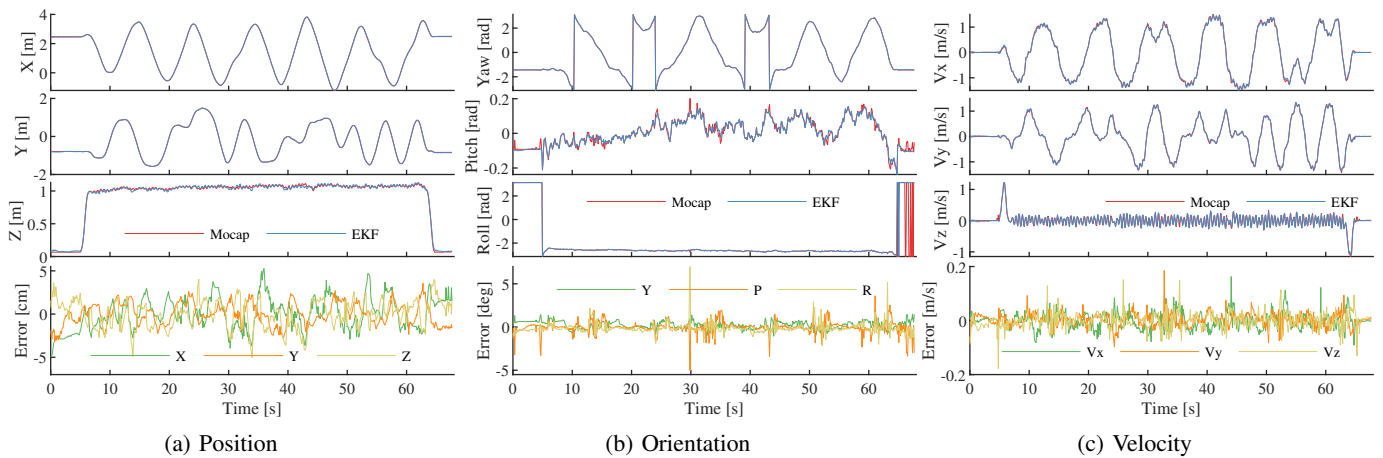 X [m]
4
2
0
Y [m]
2
0
-2
Z [m]
1
0.5
0
Mocap EKF
Error [cm]
5
0
-5
X Y Z
0 10 20 30 40 50 60
Time [s]
(a) Position
Yaw [rad]
2
0
-2
Pitch [rad]
0.2
0
-0.2
Roll [rad]
2
0
-2
Mocap EKF
Error [deg]
5
0
-5
Y P R
0 10 20 30 40 50 60
Time [s]
(b) Orientation
Vx [m/s]
1
0
-1
Vy [m/s]
1
0
-1
Vz [m/s]
1
0
-1
Mocap EKF
Error [m/s]
0.2
0
-0.2
Vx Vy Vz
0 10 20 30 40 50 60
Time [s]
(c) Velocity